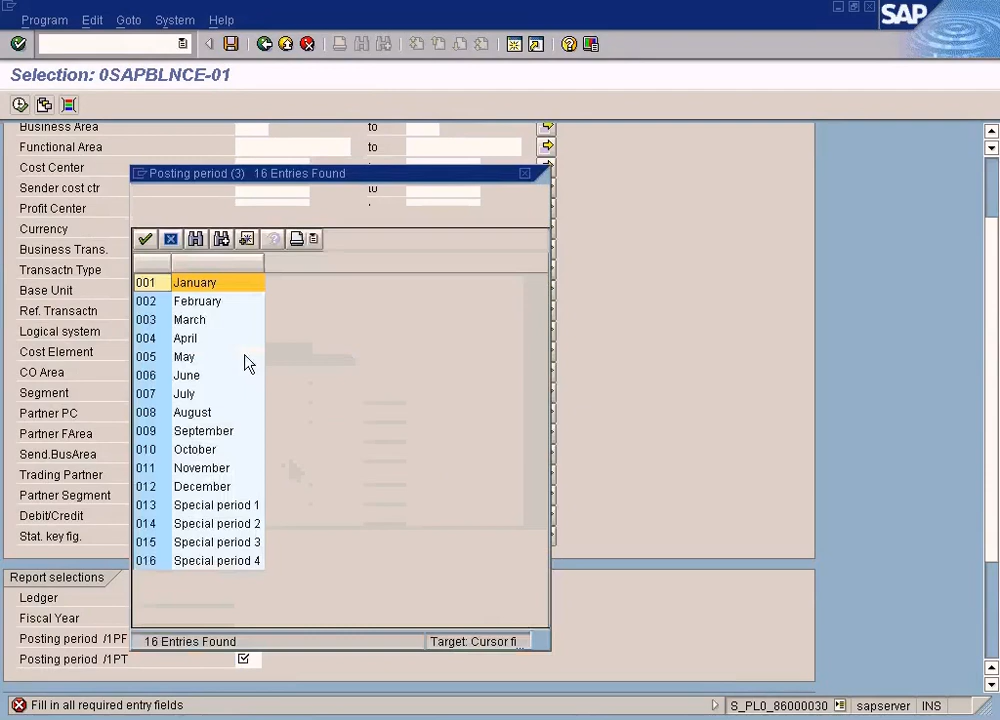 Program Edit Goto System Help
SAP
Selection: 0SAPBLNCE-01
Business Area to
Functional Area to
Cost Center
Posting period (3) 16 Entries Found
Sender cost ctr to
Profit Center
Currency
Business Trans.
Transactn Type
Base Unit
Ref. Transactn
Logical system
Cost Element
CO Area
Segment
Partner PC
Partner FArea
Send.BusArea
Trading Partner
Partner Segment
Debit/Credit
Stat. key fig.
001 January
002 February
003 March
004 April
005 May
006 June
007 July
008 August
009 September
010 October
011 November
012 December
013 Special period 1
014 Special period 2
015 Special period 3
016 Special period 4
16 Entries Found Target: Cursor fi...
Report selections
Ledger
Fiscal Year
Posting period /1PF
Posting period /1PT
Fill in all required entry fields S_PL0_86000030 sapserver INS